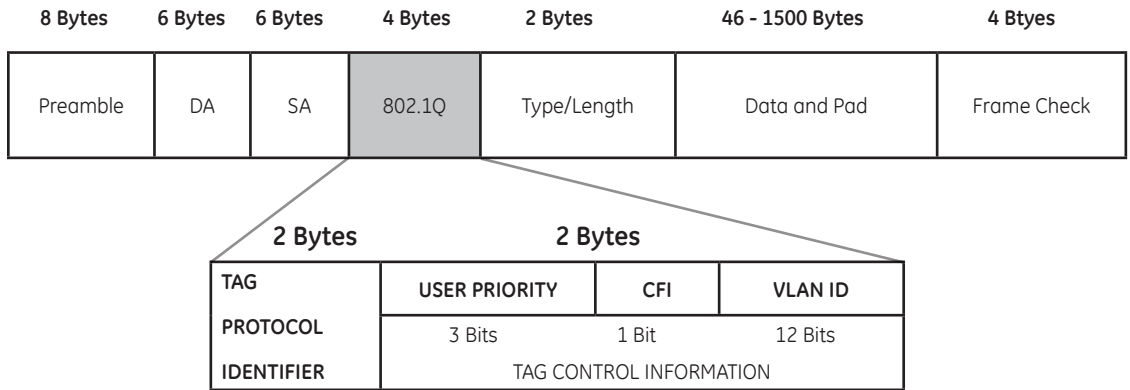 8 Bytes 6 Bytes 6 Bytes 4 Bytes 2 Bytes 46 - 1500 Bytes 4 Btyes
Preamble DA SA 802.1Q Type/Length Data and Pad Frame Check
2 Bytes 2 Bytes
TAG USER PRIORITY CFI VLAN ID
PROTOCOL 3 Bits 1 Bit 12 Bits
IDENTIFIER TAG CONTROL INFORMATION